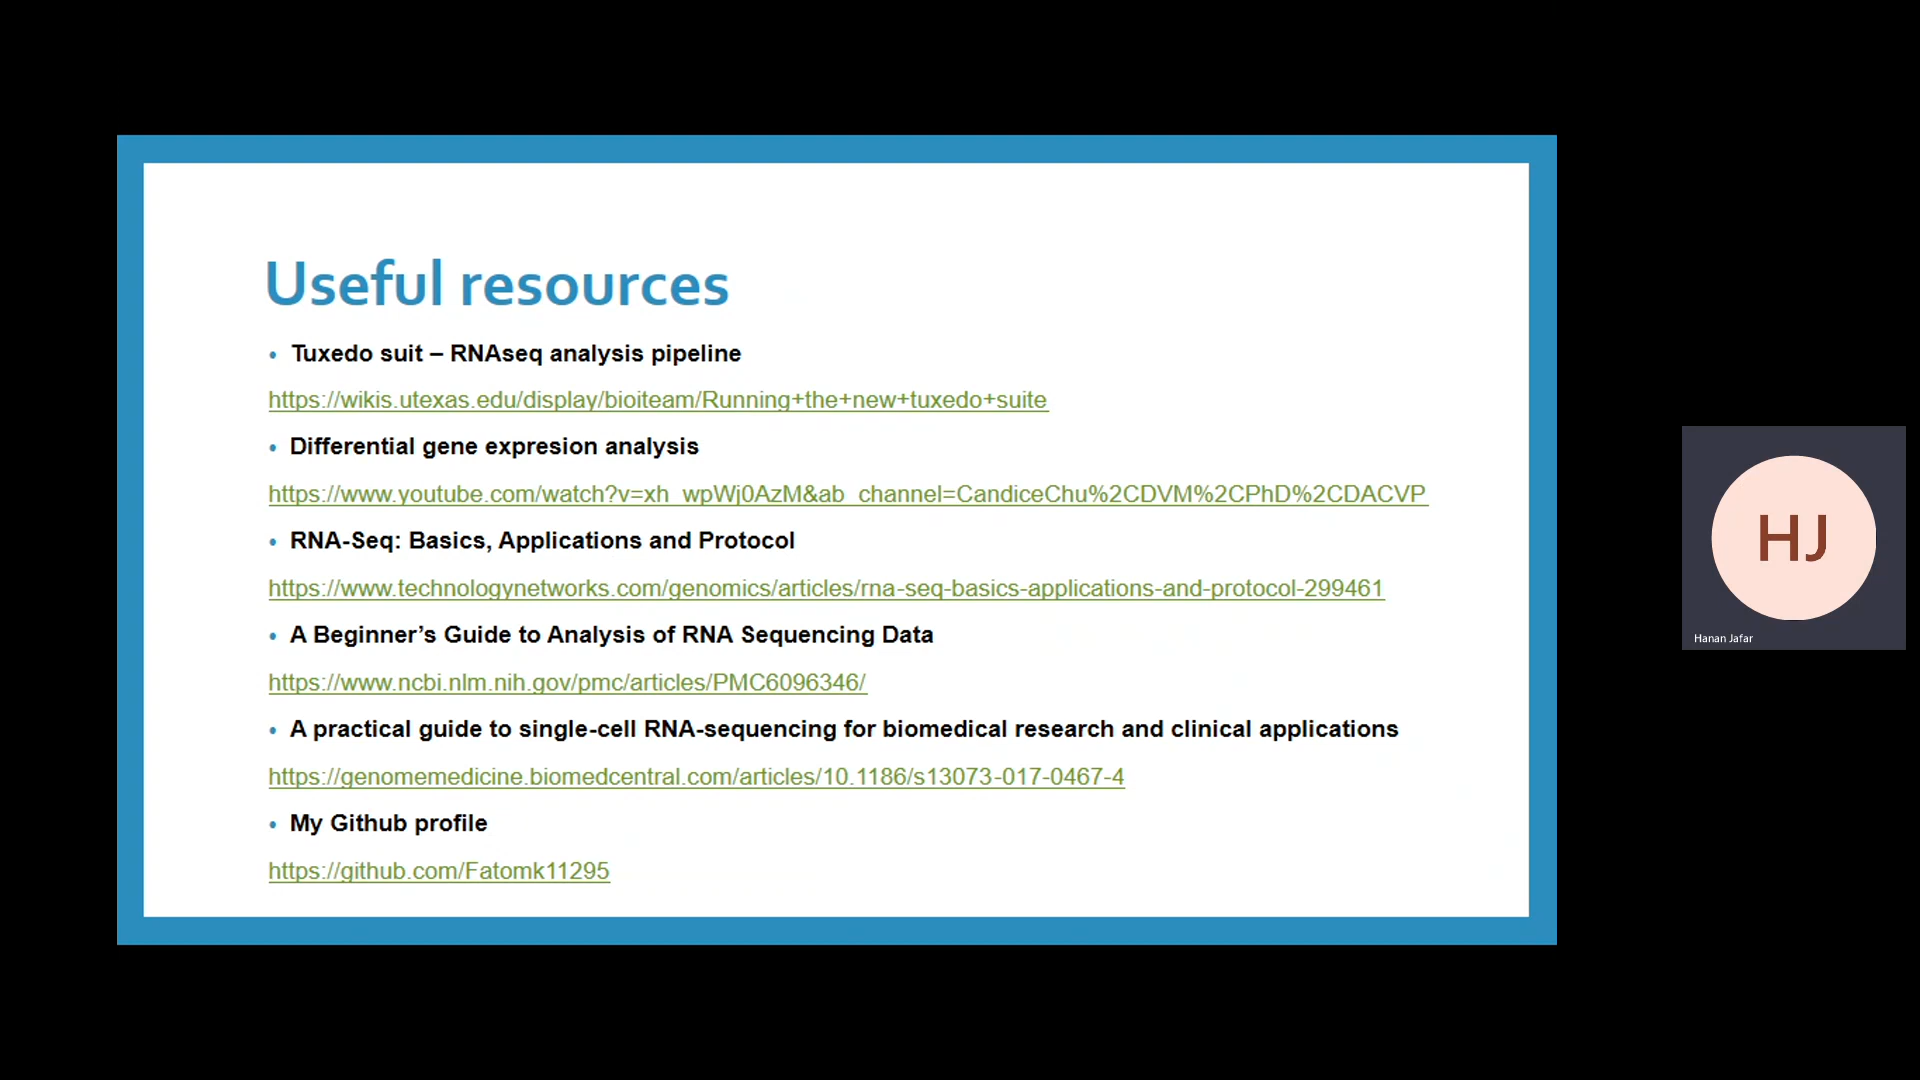 Useful resources
• Tuxedo suit – RNAseq analysis pipeline
https://wikis.utexas.edu/display/bioiteam/Running+the+new+tuxedo+suite
• Differential gene expresion analysis
https://www.youtube.com/watch?v=xh_wpWj0AzM&ab_channel=CandiceChu%2CDVM%2CPhD%2CDACVP
• RNA-Seq: Basics, Applications and Protocol
https://www.technologynetworks.com/genomics/articles/rna-seq-basics-applications-and-protocol-299461
• A Beginner’s Guide to Analysis of RNA Sequencing Data
https://www.ncbi.nlm.nih.gov/pmc/articles/PMC6096346/
• A practical guide to single-cell RNA-sequencing for biomedical research and clinical applications
https://genomemedicine.biomedcentral.com/articles/10.1186/s13073-017-0467-4
• My Github profile
https://github.com/Fatomk11295
HJ
Hanan Jafar